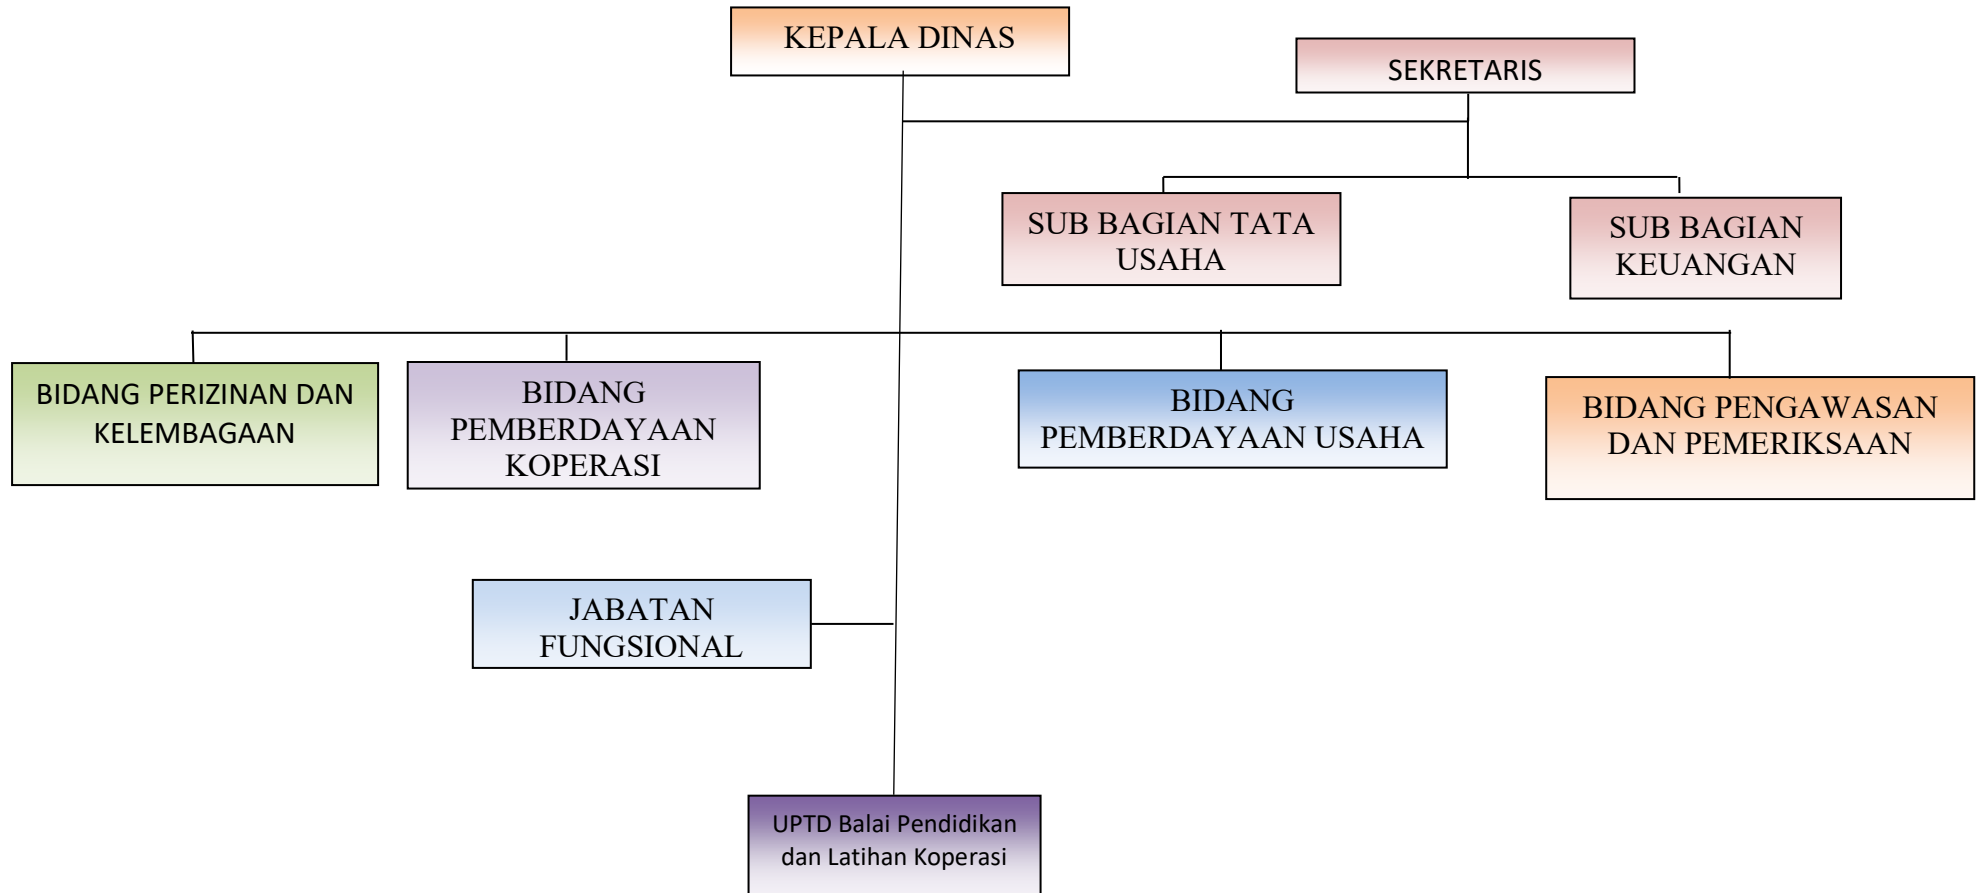 KEPALA DINAS
SEKRETARIS
SUB BAGIAN TATA
USAHA
SUB BAGIAN
KEUANGAN
BIDANG PERIZINAN DAN
KELEMBAGAAN
BIDANG
PEMBERDAYAAN
KOPERASI
BIDANG
PEMBERDAYAAN USAHA
BIDANG PENGAWASAN
DAN PEMERIKSAAN
JABATAN
FUNGSIONAL
UPTD Balai Pendidikan
dan Latihan Koperasi